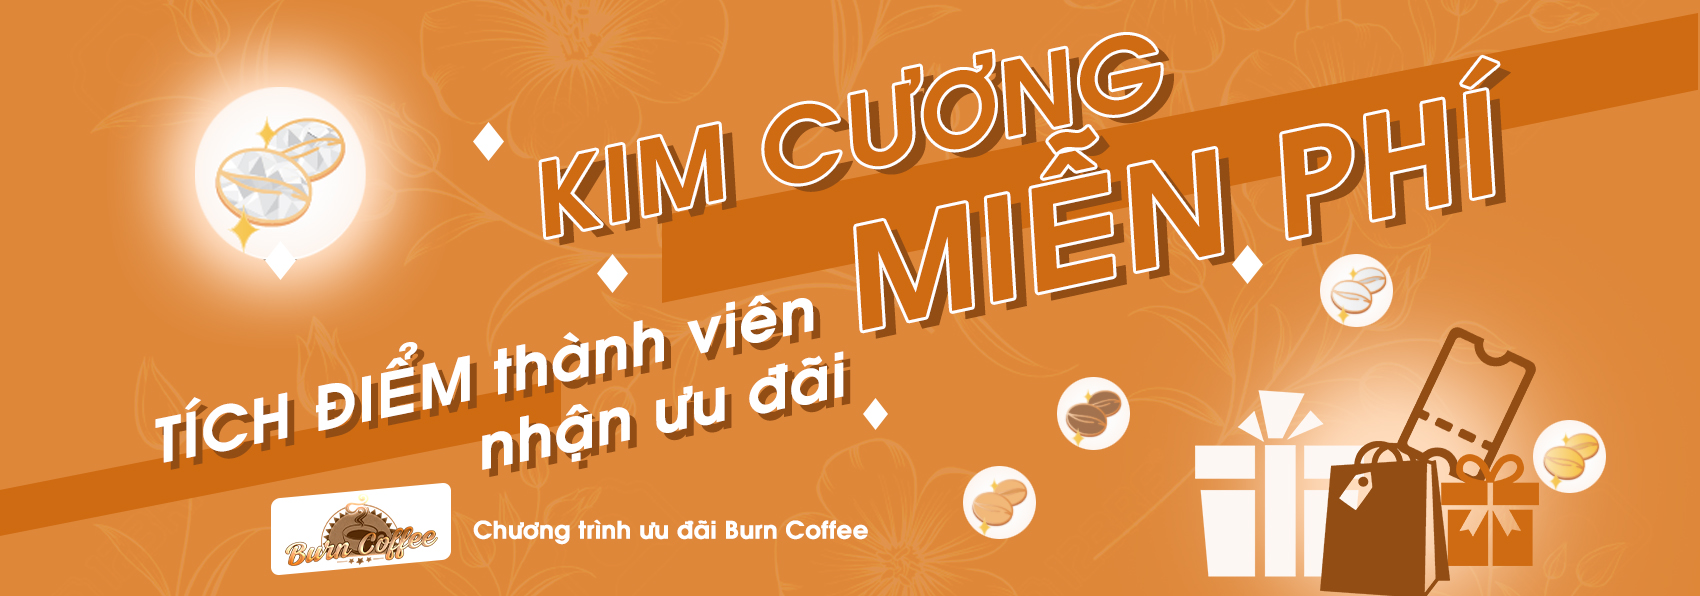 KIM CƯƠNG
MIỄN PHÍ
TÍCH ĐIỂM thành viên
nhận ưu đãi
Burn Coffee
Chương trình ưu đãi Burn Coffee